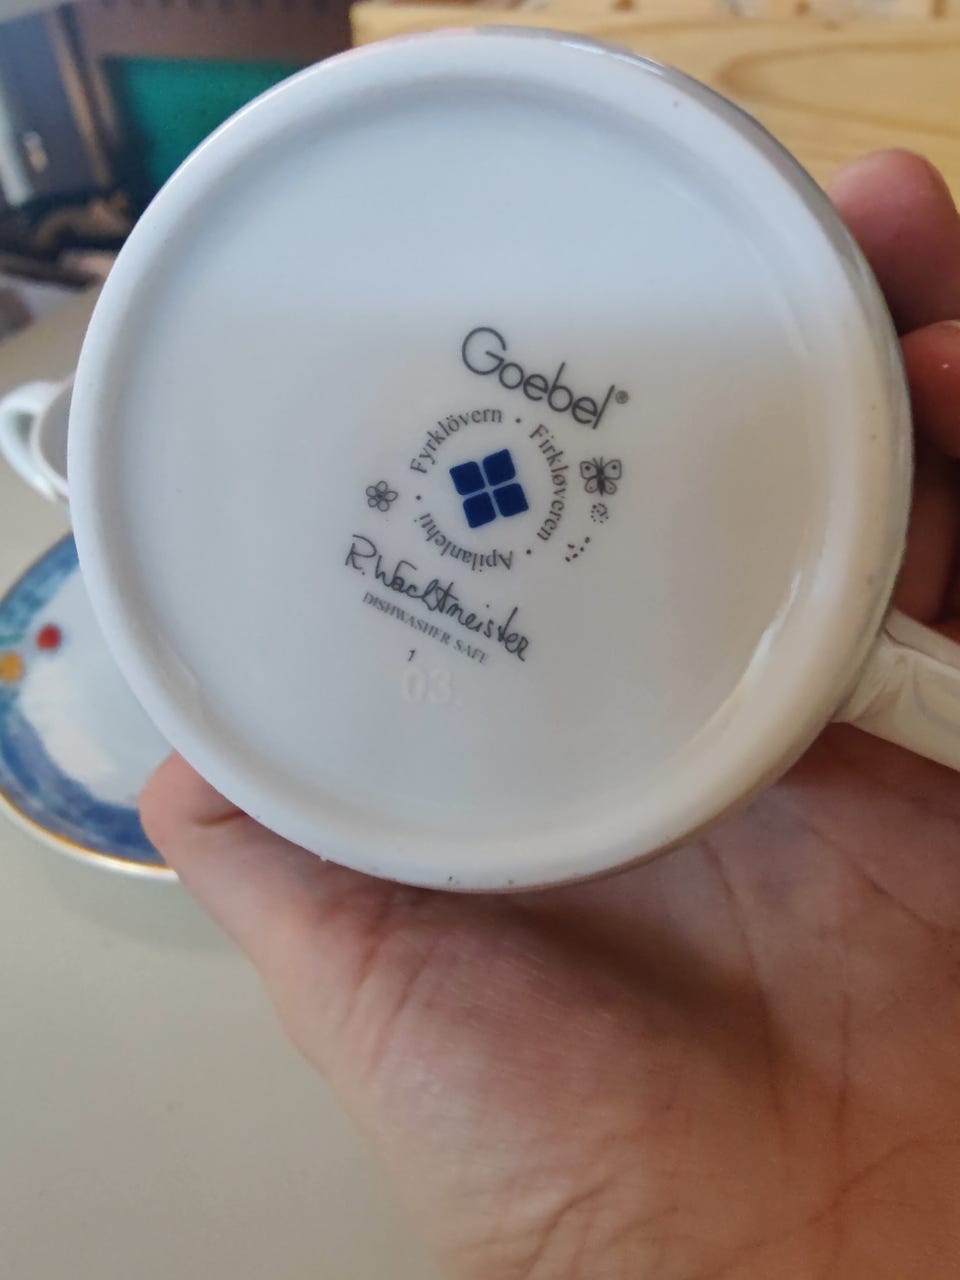 Goebel®
Fyrklövern • Firkløveren • Apilanlehti •
R. Wachtmeister
DISHWASHER SAFE
1
03.